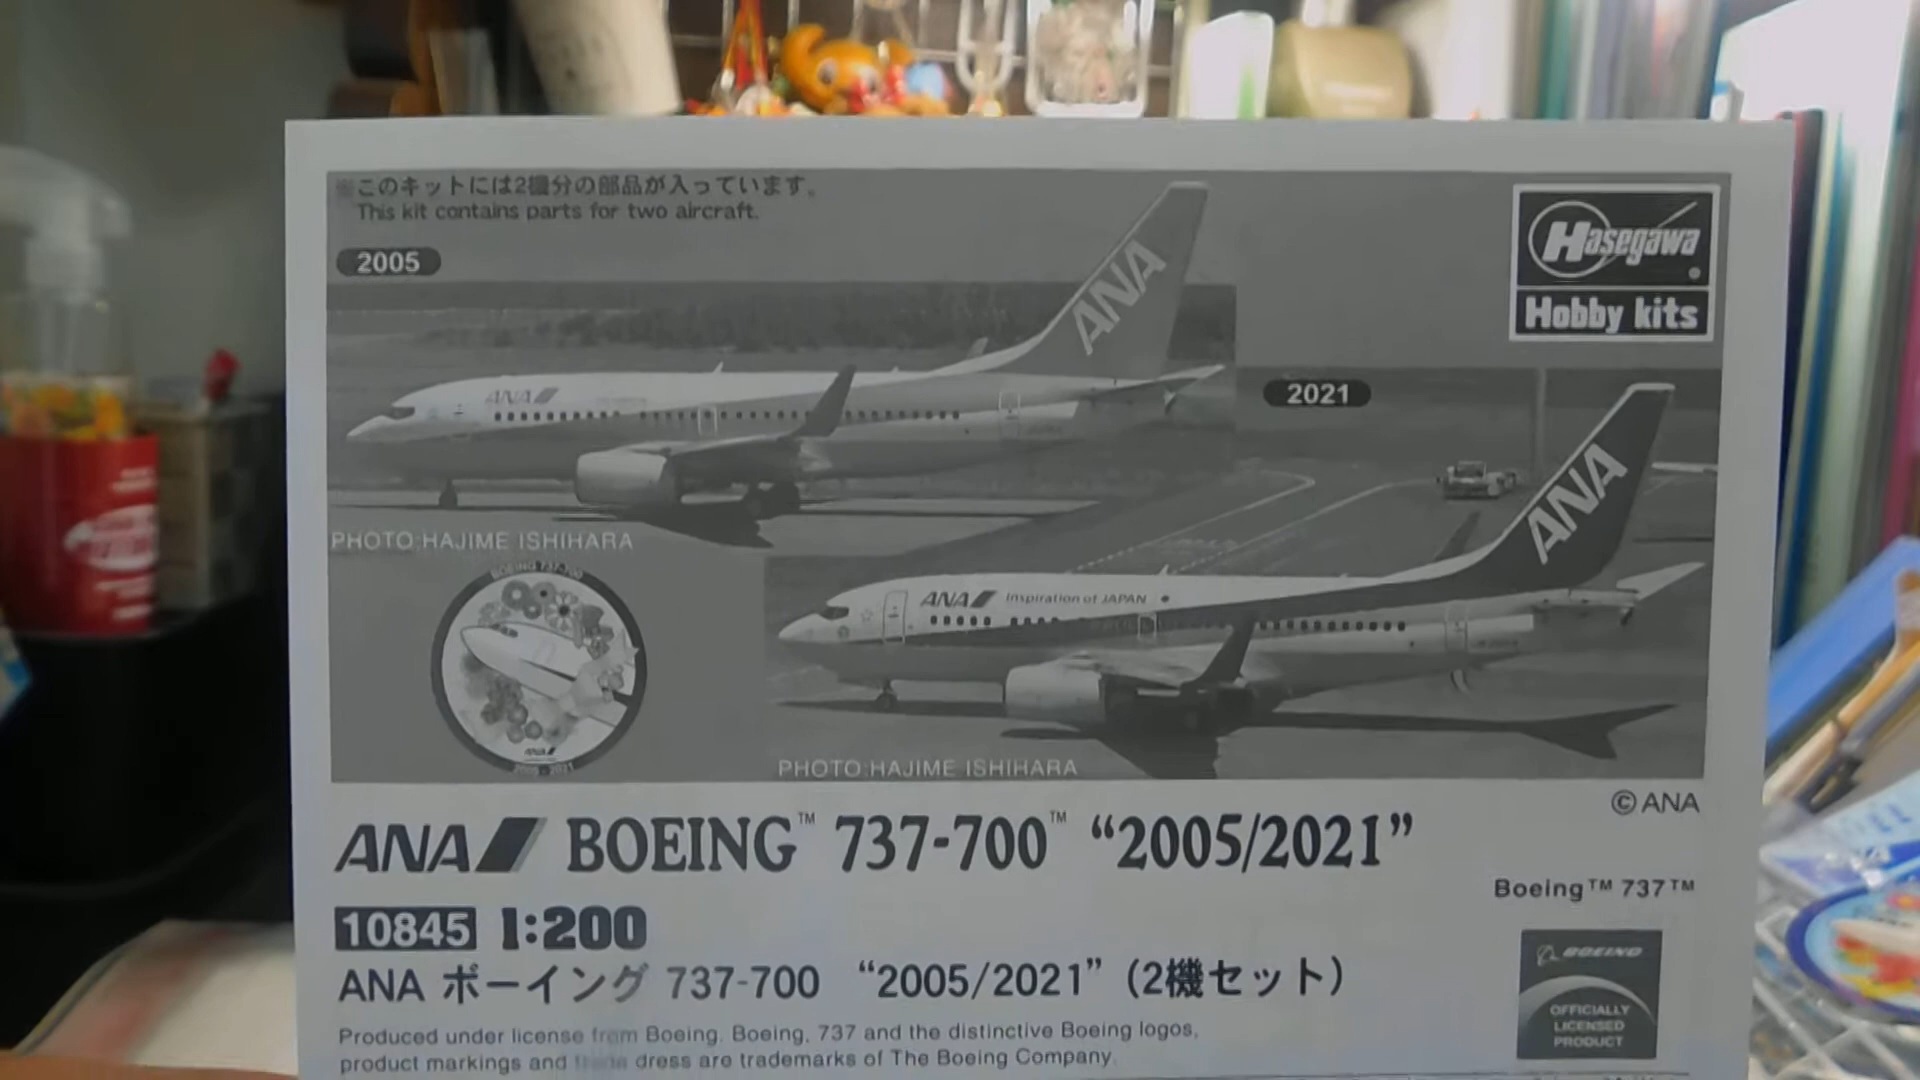 ※このキットには2機分の部品が入っています。
This kit contains parts for two aircraft.
2005
Hasegawa
Hobby kits
ANA
ANA
2021
ANA
PHOTO:HAJIME ISHIHARA
BOEING 737-700
ANA
2005-2021
ANA Inspiration of JAPAN
PHOTO:HAJIME ISHIHARA
©ANA
ANA BOEING™ 737-700™ “2005/2021”
Boeing™ 737™
10845 1:200
ANA ボーイング 737-700 “2005/2021”(2機セット)
BOEING
OFFICIALLY
LICENSED
PRODUCT
Produced under license from Boeing. Boeing, 737 and the distinctive Boeing logos,
product markings and trade dress are trademarks of The Boeing Company.